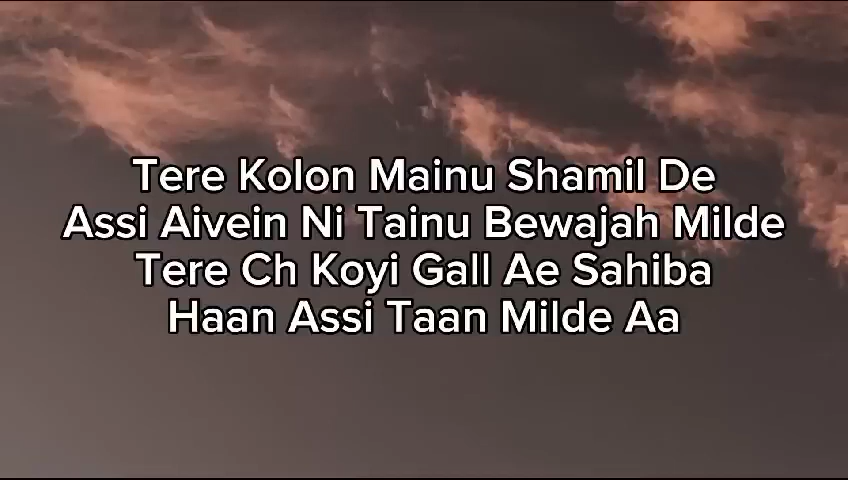 Tere Kolon Mainu Shamil De
Assi Aivein Ni Tainu Bewajah Milde
Tere Ch Koyi Gall Ae Sahiba
Haan Assi Taan Milde Aa